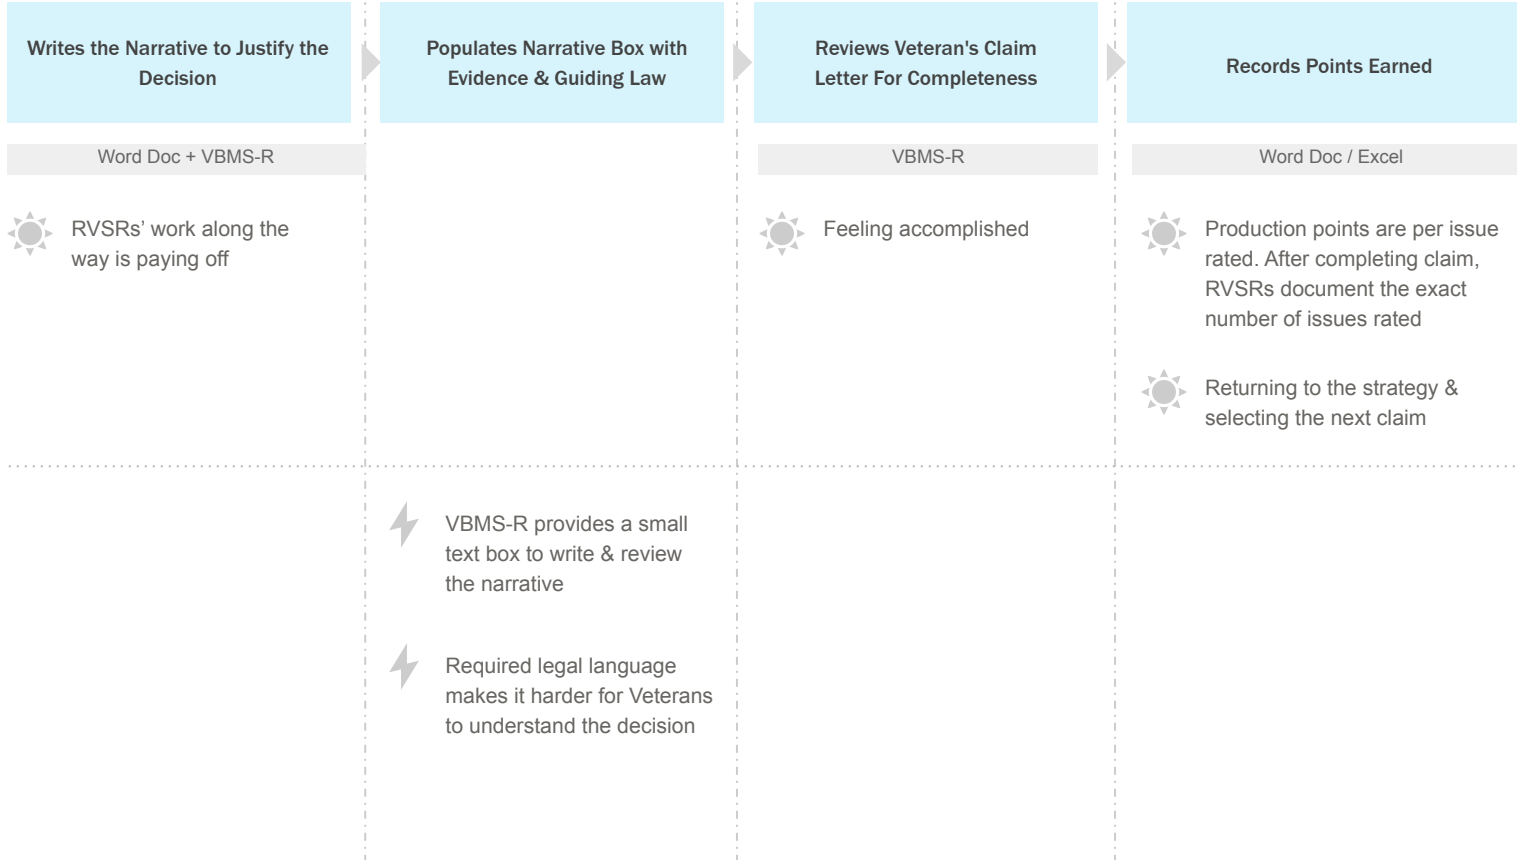 Writes the Narrative to Justify the
Decision
Populates Narrative Box with
Evidence & Guiding Law
Reviews Veteran's Claim
Letter For Completeness
Records Points Earned
Word Doc + VBMS-R
VBMS-R
Word Doc / Excel
RVSRs’ work along the
way is paying off
Feeling accomplished
Production points are per issue
rated. After completing claim,
RVSRs document the exact
number of issues rated
Returning to the strategy &
selecting the next claim
VBMS-R provides a small
text box to write & review
the narrative
Required legal language
makes it harder for Veterans
to understand the decision